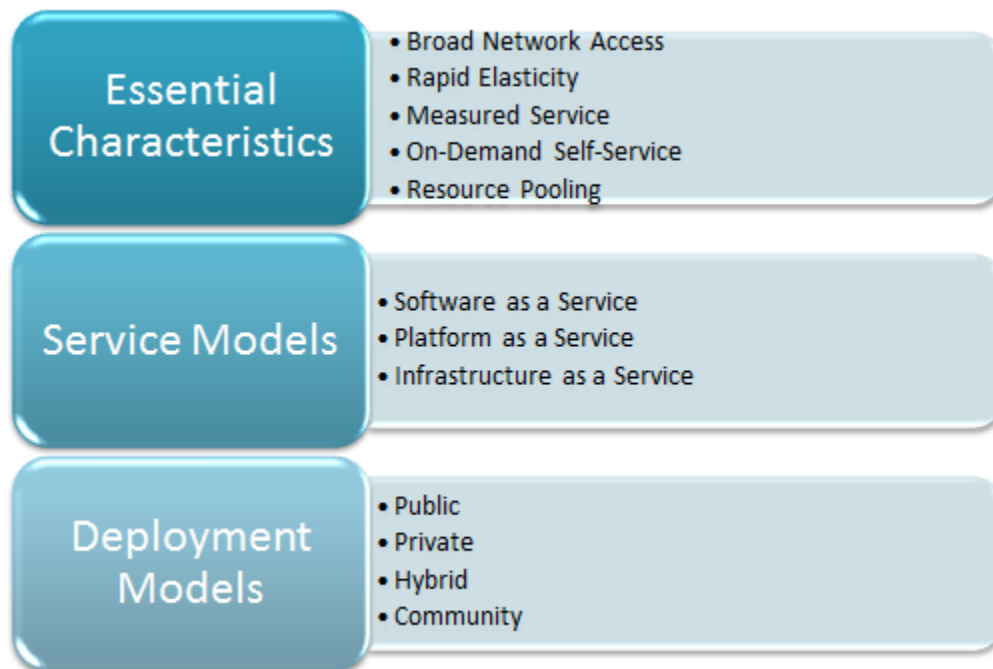 Essential
Characteristics
• Broad Network Access
• Rapid Elasticity
• Measured Service
• On-Demand Self-Service
• Resource Pooling
Service Models
• Software as a Service
• Platform as a Service
• Infrastructure as a Service
Deployment
Models
• Public
• Private
• Hybrid
• Community